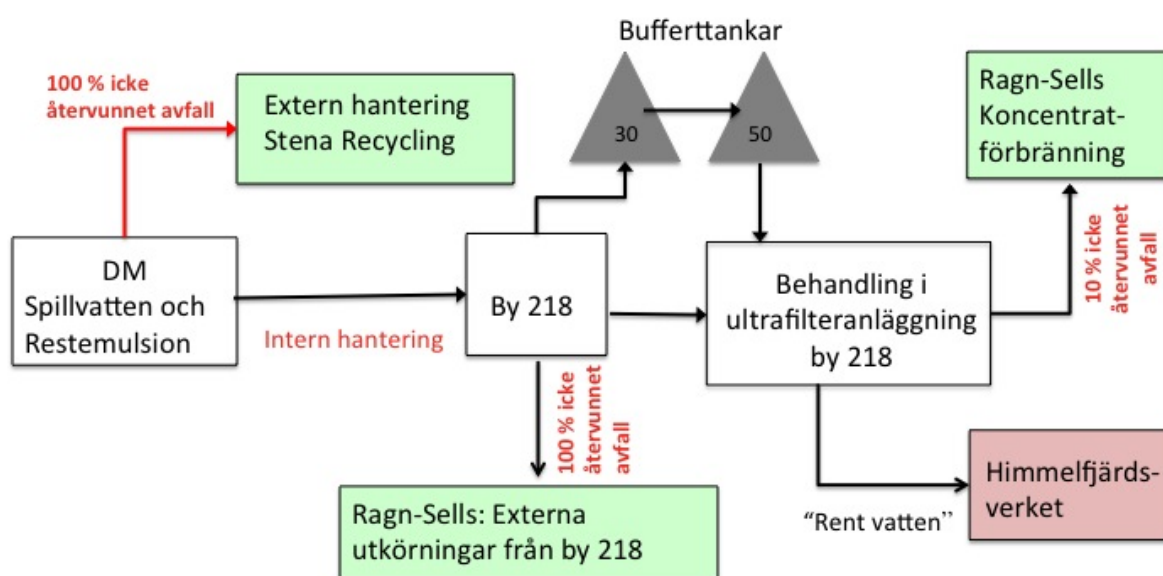 Bufferttankar
100 % icke
återvunnet avfall
Extern hantering
Stena Recycling
30
50
Ragn-Sells
Koncentrat-
förbränning
DM
Spillvatten och
Restemulsion
Intern hantering
By 218
Behandling i
ultrafilteranläggning
by 218
10 % icke
återvunnet
avfall
100 % icke
återvunnet
avfall
Ragn-Sells: Externa
utkörningar från by 218
“Rent vatten”
Himmelfjärds-
verket